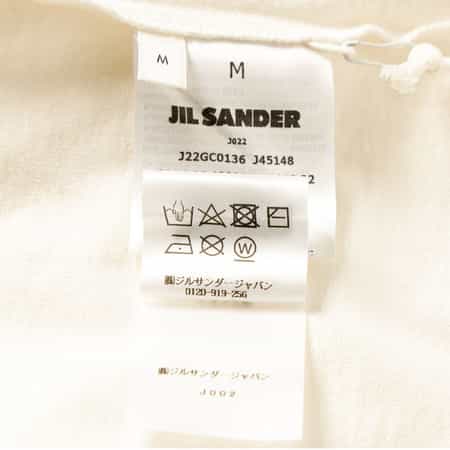 M
M
JIL SANDER
J022
J22GC0136 J45148
W
㈱ジルサンダージャパン
0120-919-256
㈱ジルサンダージャパン
J002